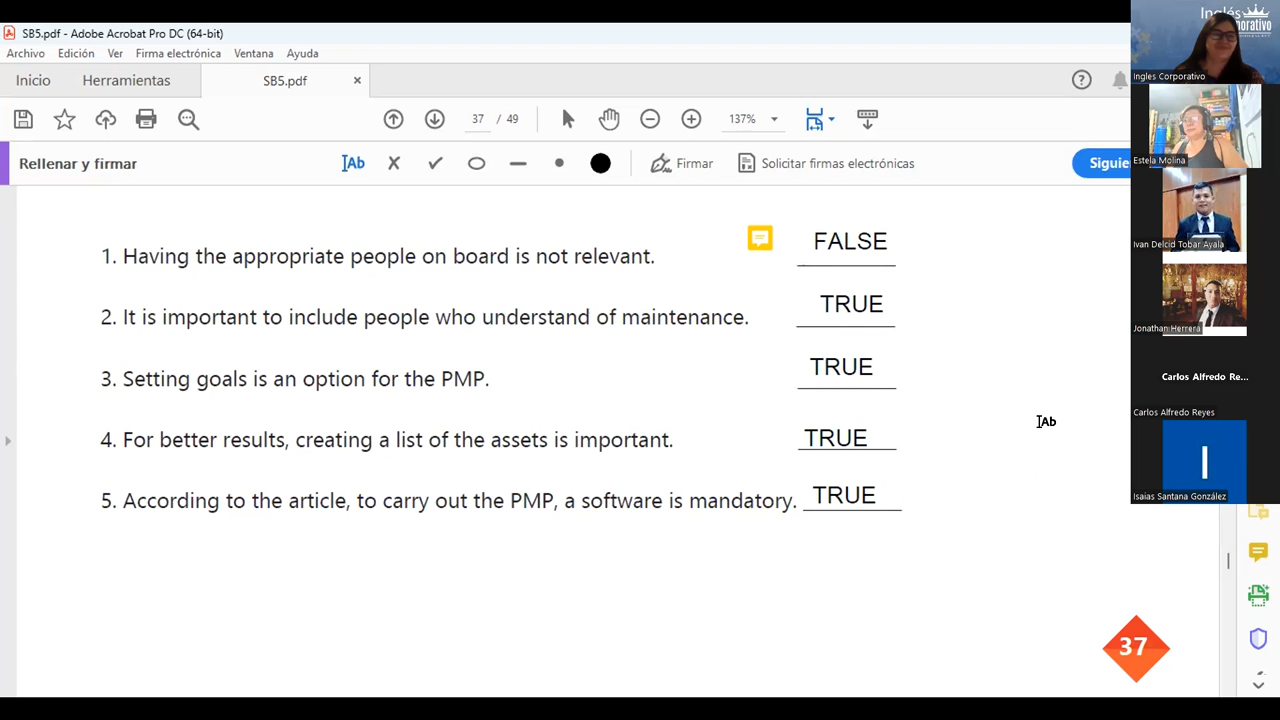 SB5.pdf - Adobe Acrobat Pro DC (64-bit)
Archivo Edición Ver Firma electrónica Ventana Ayuda
Inicio Herramientas SB5.pdf ×
37 / 49 137%
Rellenar y firmar Ab Firmar Solicitar firmas electrónicas Siguie
1. Having the appropriate people on board is not relevant. FALSE
2. It is important to include people who understand of maintenance. TRUE
3. Setting goals is an option for the PMP. TRUE
4. For better results, creating a list of the assets is important. TRUE
5. According to the article, to carry out the PMP, a software is mandatory. TRUE
Ab
37
Inglés
orporativo
Ingles Corporativo
Estela Molina
Ivan Delcid Tobar Ayala
Jonathan Herrera
Carlos Alfredo Re...
Carlos Alfredo Reyes
I
Isaias Santana González